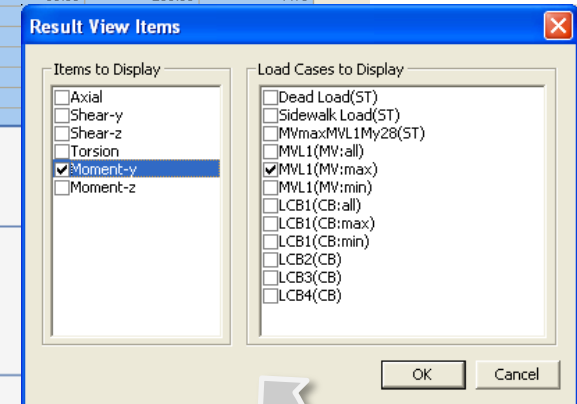 Result View Items
Items to Display
Axial
Shear-y
Shear-z
Torsion
Moment-y
Moment-z
Load Cases to Display
Dead Load(ST)
Sidewalk Load(ST)
MVmaxMVL1My28(ST)
MVL1(MV:all)
MVL1(MV:max)
MVL1(MV:min)
LCB1(CB:all)
LCB1(CB:max)
LCB1(CB:min)
LCB2(CB)
LCB3(CB)
LCB4(CB)
OK Cancel